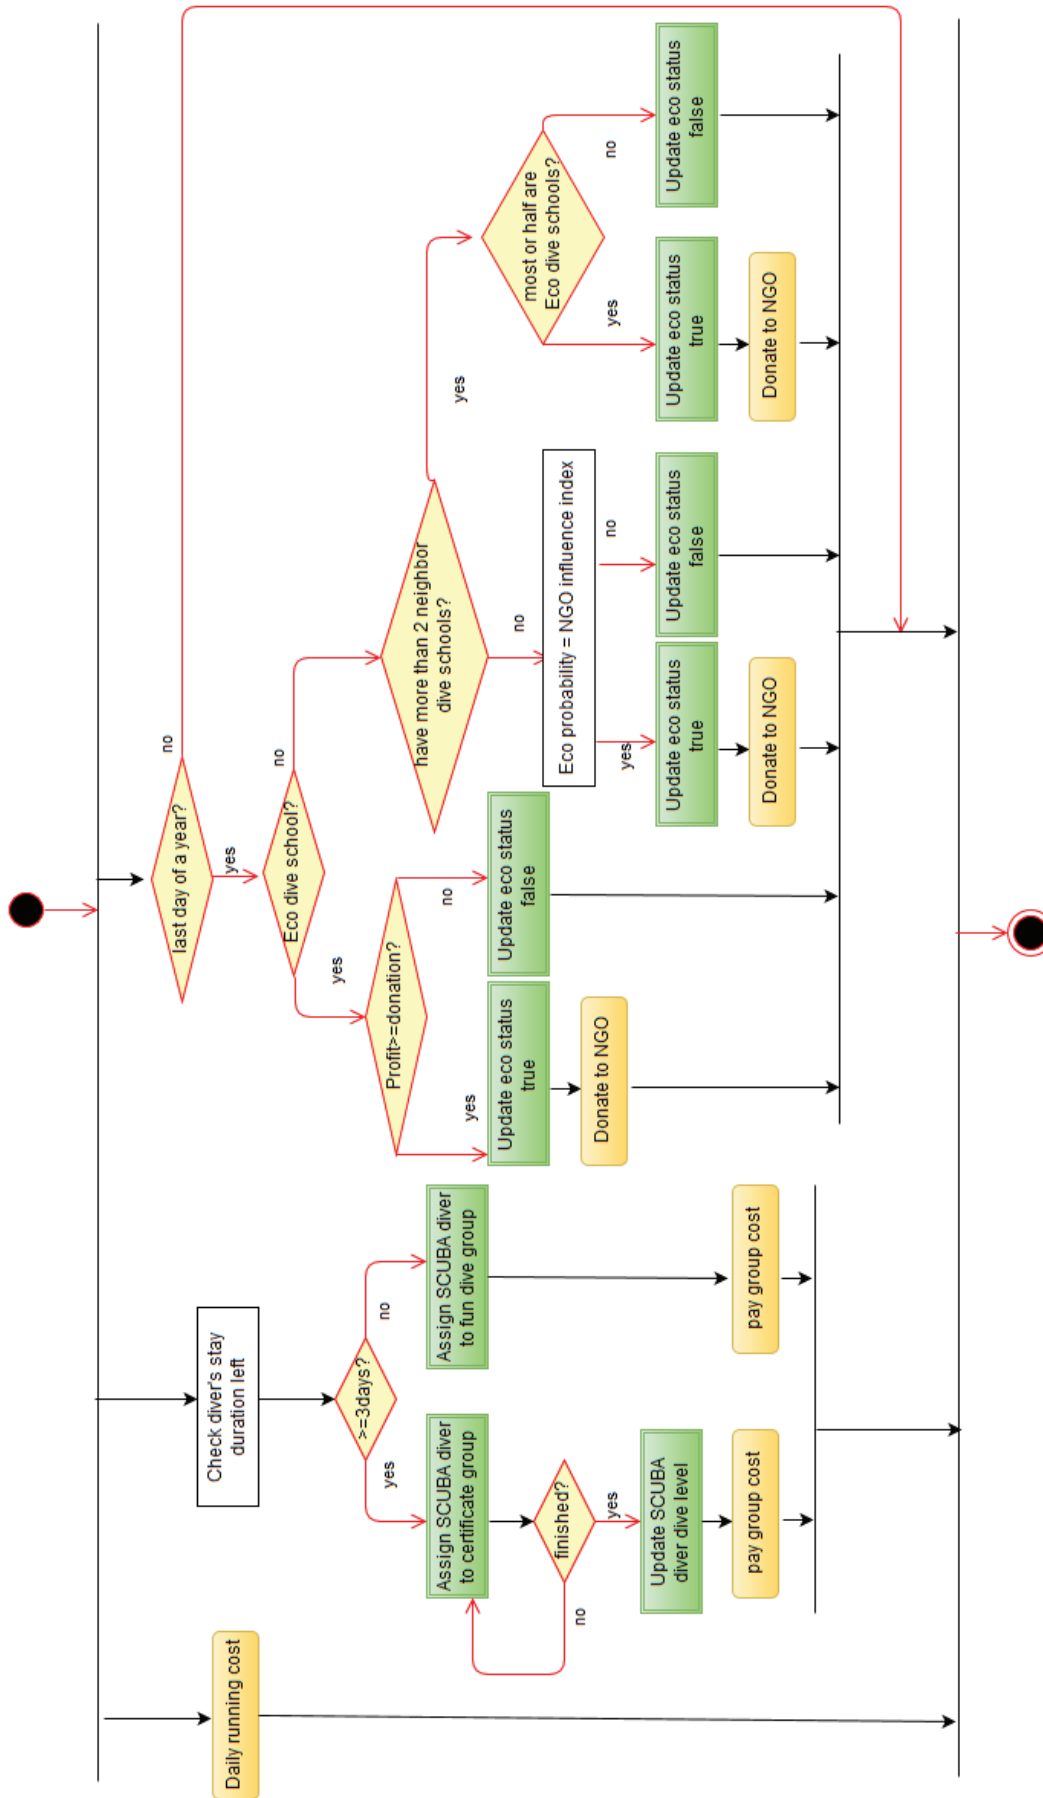 Daily running cost
Check diver's stay
duration left
>=3days?
yes
no
Assign SCUBA diver
to certificate group
finished?
no
yes
Update SCUBA
diver dive level
pay group cost
Assign SCUBA diver
to fun dive group
pay group cost
last day of a year?
no
yes
Eco dive school?
yes
no
Profit>=donation?
yes
no
Update eco status
true
Donate to NGO
Update eco status
false
have more than 2 neighbor
dive schools?
no
yes
Eco probability = NGO influence index
yes
no
Update eco status
true
Donate to NGO
Update eco status
false
most or half are
Eco dive schools?
yes
no
Update eco status
true
Donate to NGO
Update eco status
false